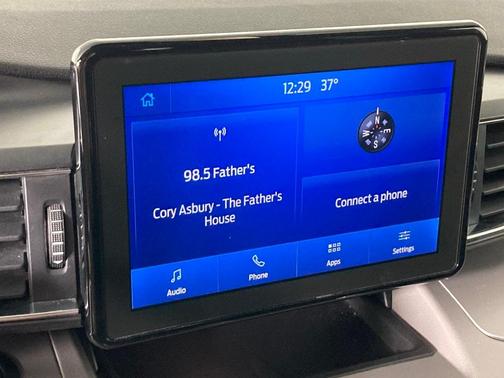 12:29 37°
98.5 Father's
Cory Asbury - The Father's
House
N
W E
S
Connect a phone
Audio
Phone
Apps
Settings